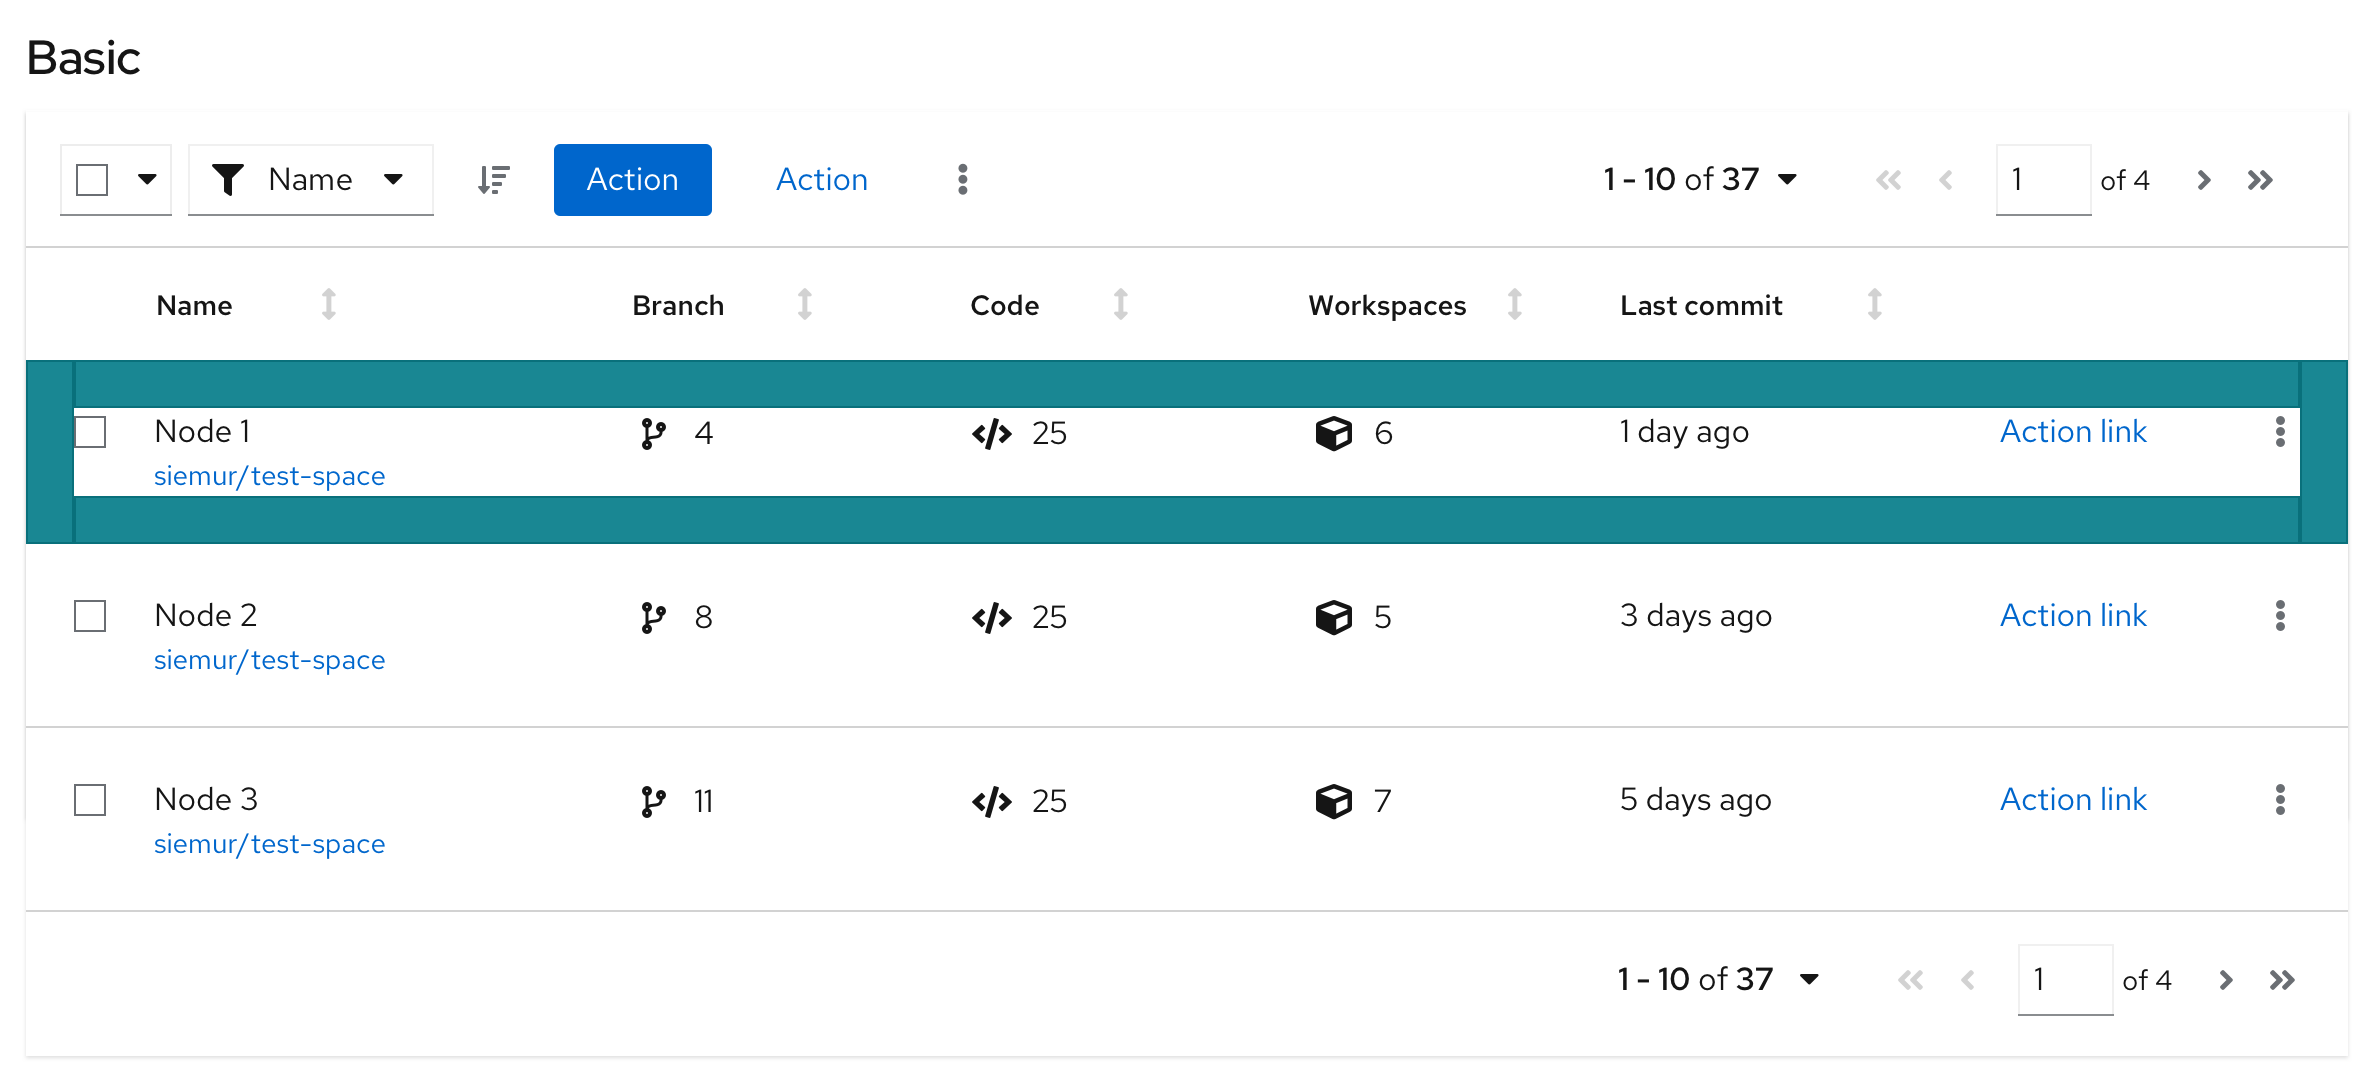 Basic
Name Action Action 1 - 10 of 37 1 of 4
Name Branch Code Workspaces Last commit
Node 1 4 25 6 1 day ago Action link
siemur/test-space
Node 2 8 25 5 3 days ago Action link
siemur/test-space
Node 3 11 25 7 5 days ago Action link
siemur/test-space
1 - 10 of 37 1 of 4